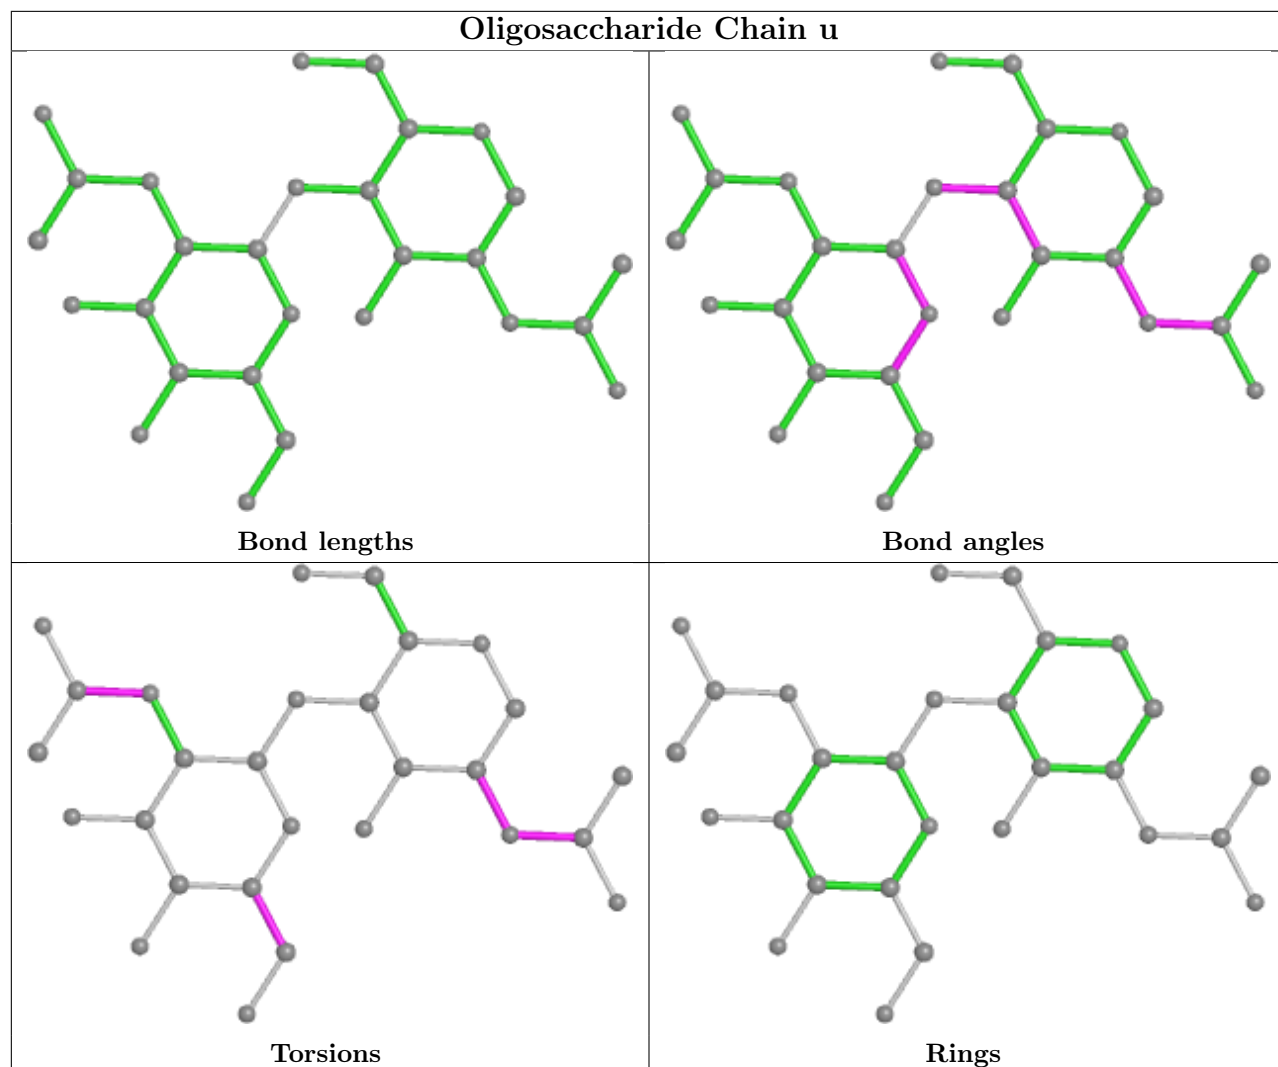 Oligosaccharide Chain u
Bond lengths
Bond angles
Torsions
Rings